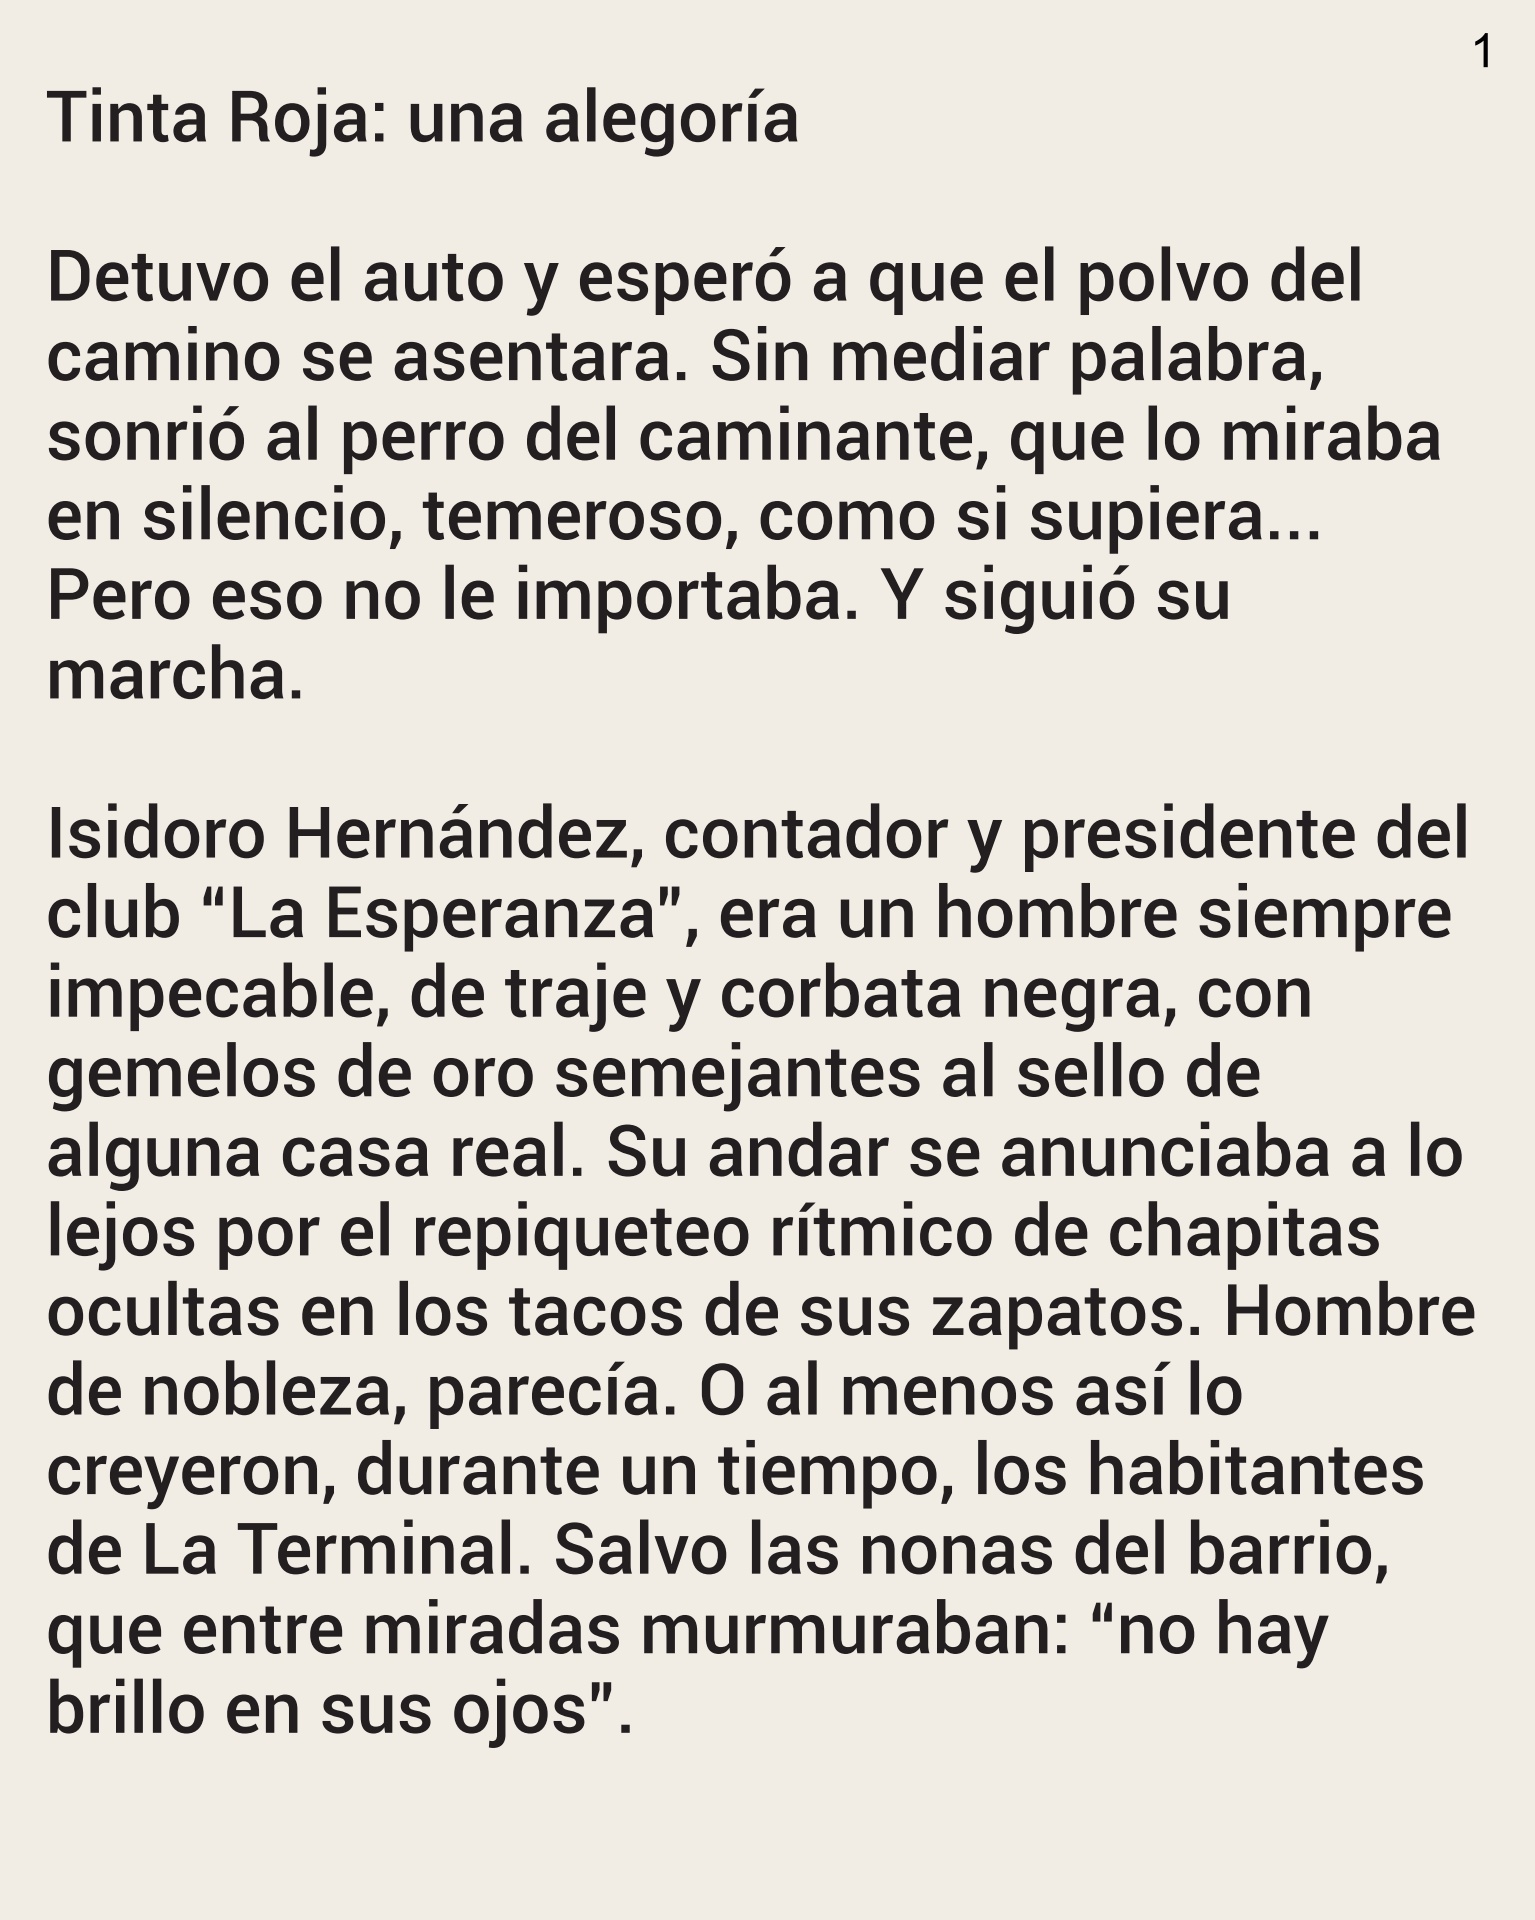 1
Tinta Roja: una alegoría
Detuvo el auto y esperó a que el polvo del
camino se asentara. Sin mediar palabra,
sonrió al perro del caminante, que lo miraba
en silencio, temeroso, como si supiera...
Pero eso no le importaba. Y siguió su
marcha.
Isidoro Hernández, contador y presidente del
club “La Esperanza”, era un hombre siempre
impecable, de traje y corbata negra, con
gemelos de oro semejantes al sello de
alguna casa real. Su andar se anunciaba a lo
lejos por el repiqueteo rítmico de chapitas
ocultas en los tacos de sus zapatos. Hombre
de nobleza, parecía. O al menos así lo
creyeron, durante un tiempo, los habitantes
de La Terminal. Salvo las nonas del barrio,
que entre miradas murmuraban: “no hay
brillo en sus ojos”.